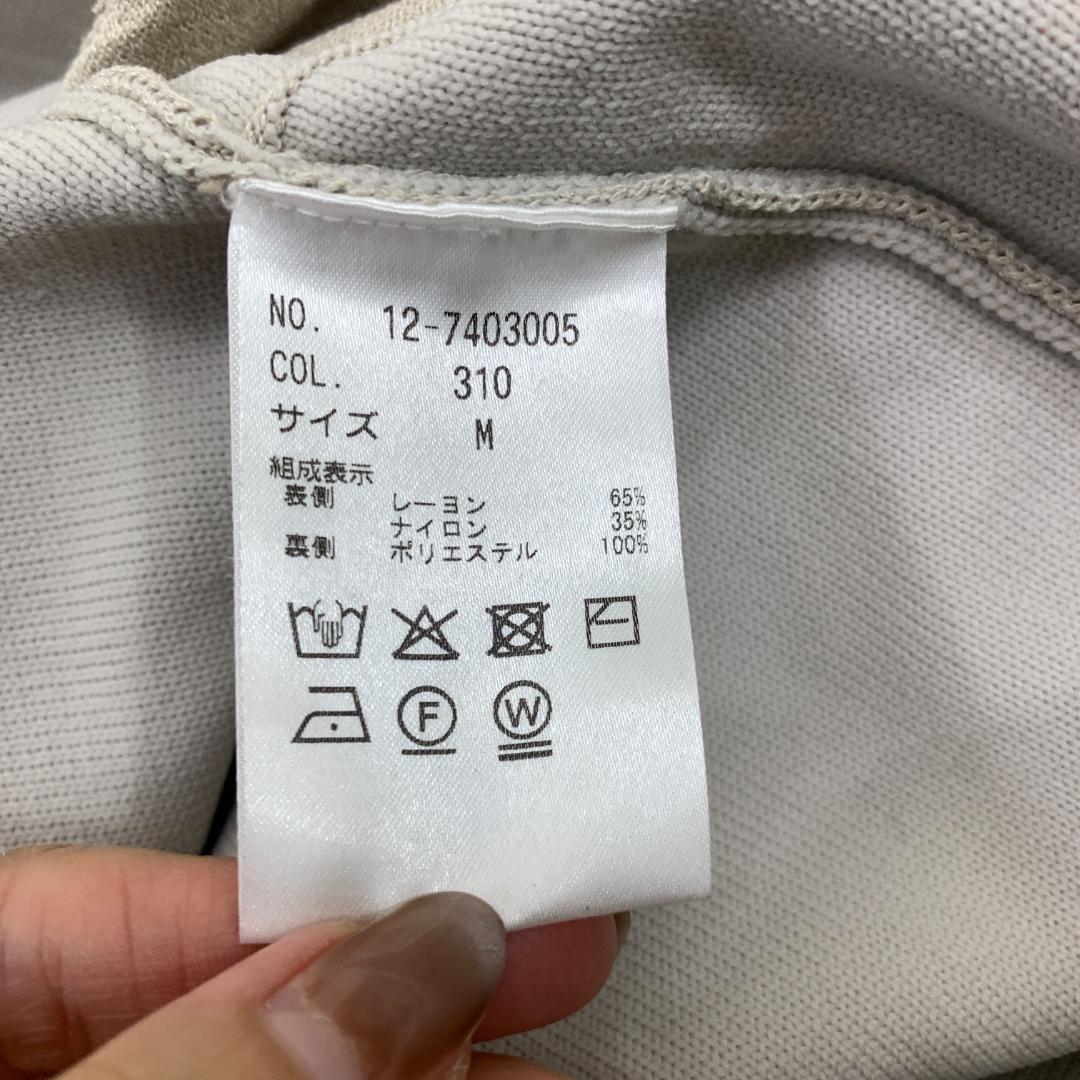 NO. 12-7403005
COL. 310
サイズ M
組成表示
表側 レーヨン 65%
ナイロン 35%
裏側 ポリエステル 100%
F W